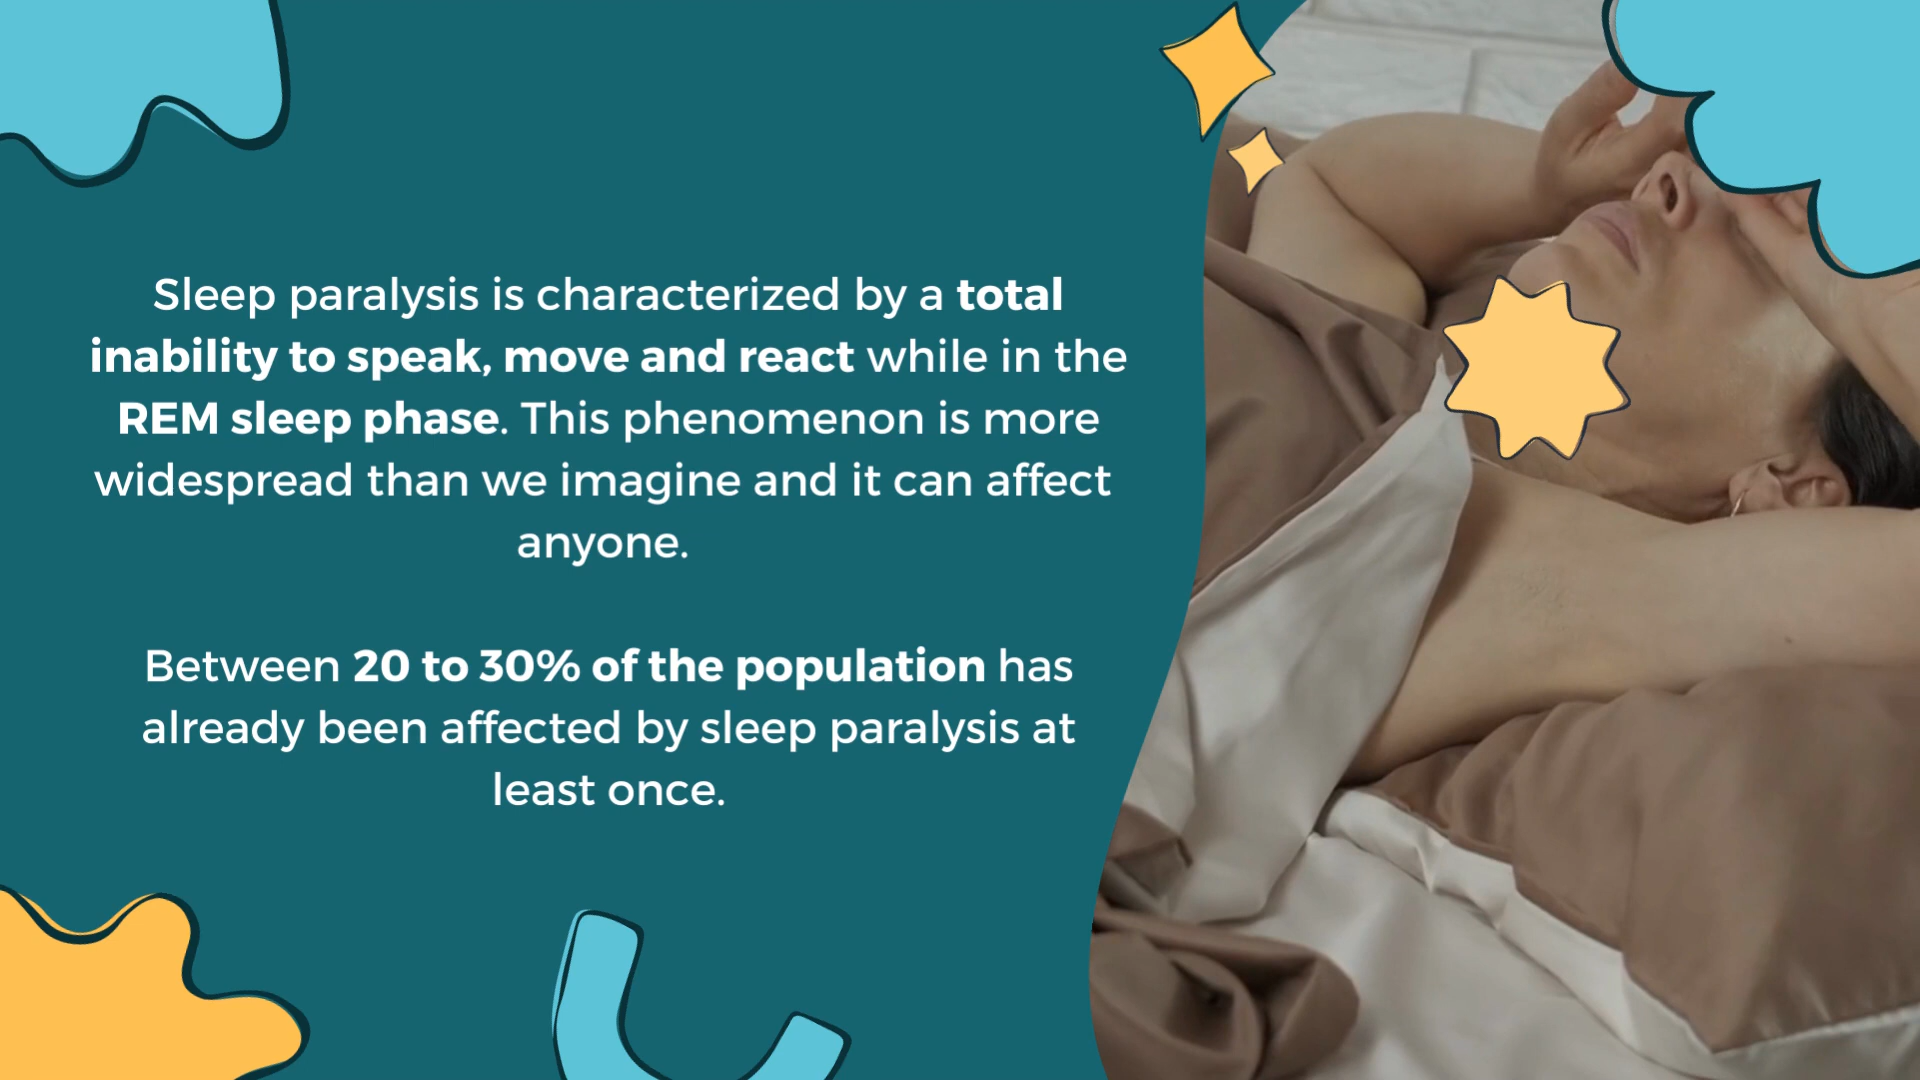 Sleep paralysis is characterized by a total
inability to speak, move and react while in the
REM sleep phase. This phenomenon is more
widespread than we imagine and it can affect
anyone.
Between 20 to 30% of the population has
already been affected by sleep paralysis at
least once.